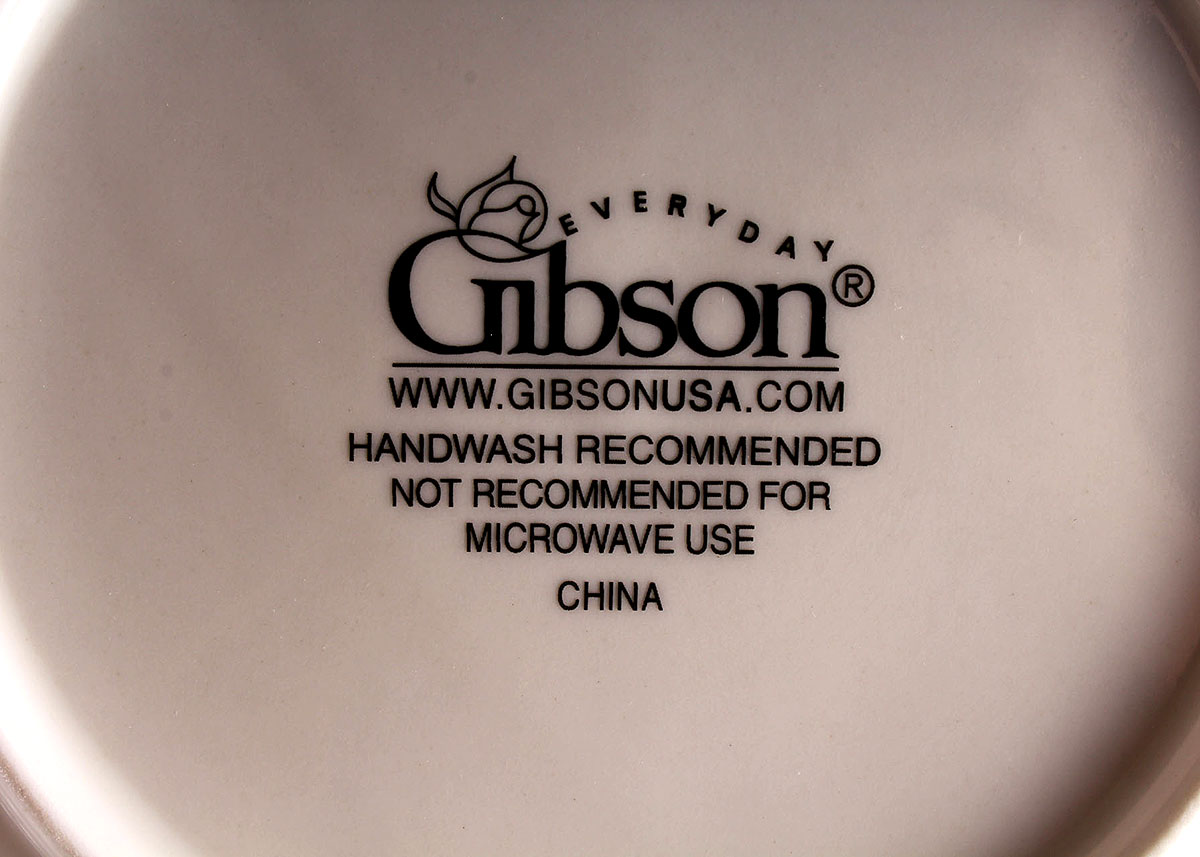 EVERYDAY
Gibson®
WWW.GIBSONUSA.COM
HANDWASH RECOMMENDED
NOT RECOMMENDED FOR
MICROWAVE USE
CHINA